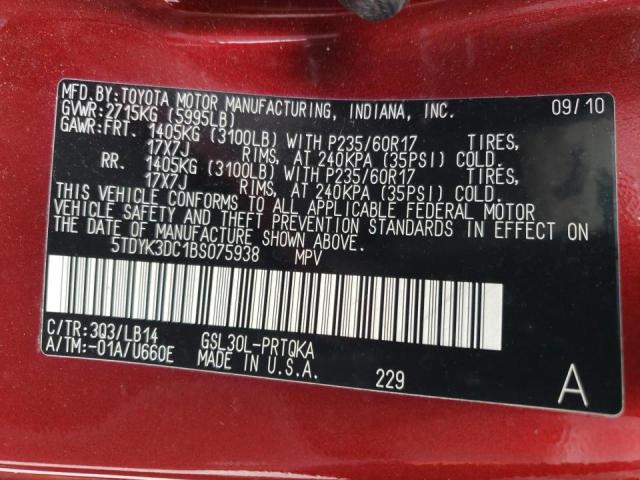 MFD.BY:TOYOTA MOTOR MANUFACTURING, INDIANA, INC. 09/10
GVWR:2715KG (5995LB)
GAWR:FRT. 1405KG (3100LB) WITH P235/60R17 TIRES,
17X7J RIMS, AT 240KPA (35PSI) COLD.
RR. 1405KG (3100LB) WITH P235/60R17 TIRES,
17X7J RIMS, AT 240KPA (35PSI) COLD.
THIS VEHICLE CONFORMS TO ALL APPLICABLE FEDERAL MOTOR
VEHICLE SAFETY AND THEFT PREVENTION STANDARDS IN EFFECT ON
THE DATE OF MANUFACTURE SHOWN ABOVE.
5TDYK3DC1BS075938 MPV
C/TR:3Q3/LB14 GSL30L-PRTQKA
A/TM:-01A/U660E MADE IN U.S.A.
229 A